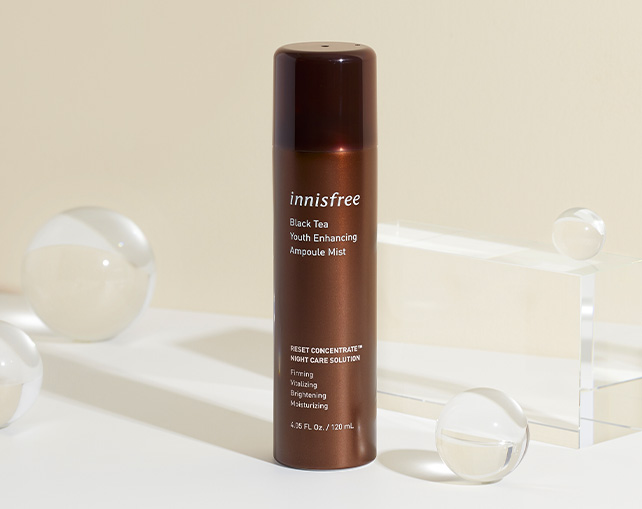 innisfree
Black Tea
Youth Enhancing
Ampoule Mist
RESET CONCENTRATE™
NIGHT CARE SOLUTION
Firming
Vitalizing
Brightening
Moisturizing
4.05 FL Oz. / 120 mL